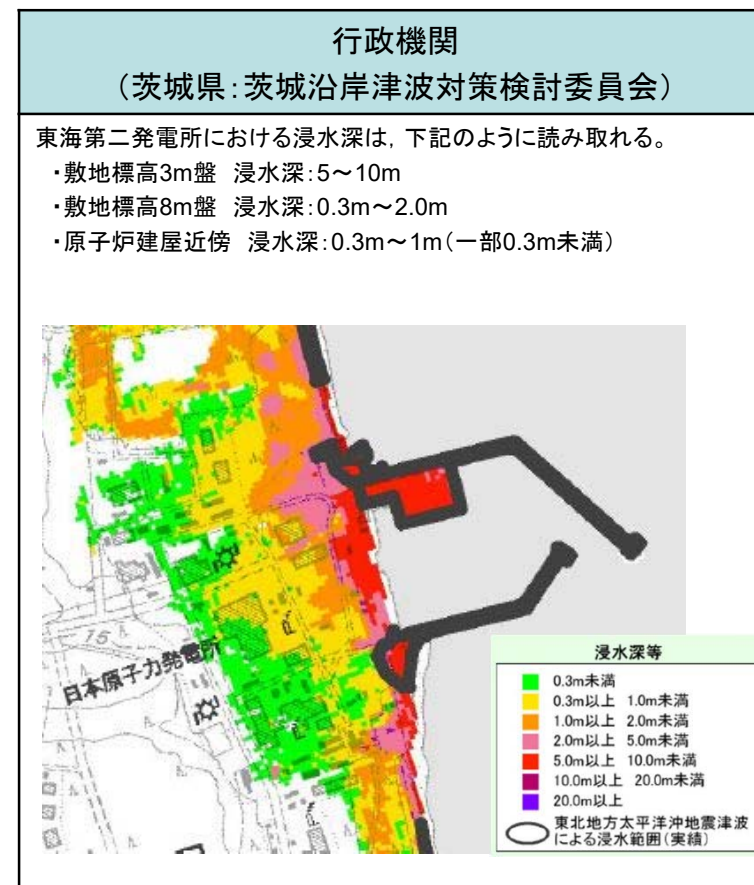 行政機関
（茨城県：茨城沿岸津波対策検討委員会）
東海第二発電所における浸水深は，下記のように読み取れる。
・敷地標高3m盤　浸水深：5～10m
・敷地標高8m盤　浸水深：0.3m～2.0m
・原子炉建屋近傍　浸水深：0.3m～1m（一部0.3m未満）
15
日本原子力発電所
浸水深等
0.3m未満
0.3m以上　1.0m未満
1.0m以上　2.0m未満
2.0m以上　5.0m未満
5.0m以上　10.0m未満
10.0m以上　20.0m未満
20.0m以上
東北地方太平洋沖地震津波
による浸水範囲（実績）